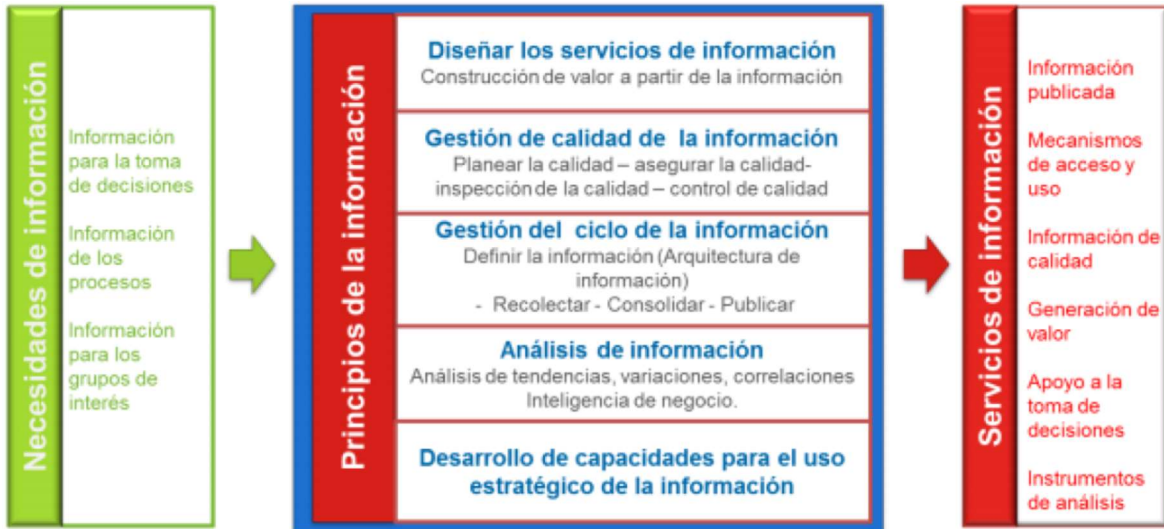 Necesidades de información
Información
para la toma
de decisiones
Información
de los
procesos
Información
para los
grupos de
interés
Principios de la información
Diseñar los servicios de información
Construcción de valor a partir de la información
Gestión de calidad de la información
Planear la calidad – asegurar la calidad-
inspección de la calidad – control de calidad
Gestión del ciclo de la información
Definir la información (Arquitectura de
información)
- Recolectar - Consolidar - Publicar
Análisis de información
Análisis de tendencias, variaciones, correlaciones
Inteligencia de negocio.
Desarrollo de capacidades para el uso
estratégico de la información
Servicios de información
Información
publicada
Mecanismos
de acceso y
uso
Información de
calidad
Generación de
valor
Apoyo a la
toma de
decisiones
Instrumentos
de análisis